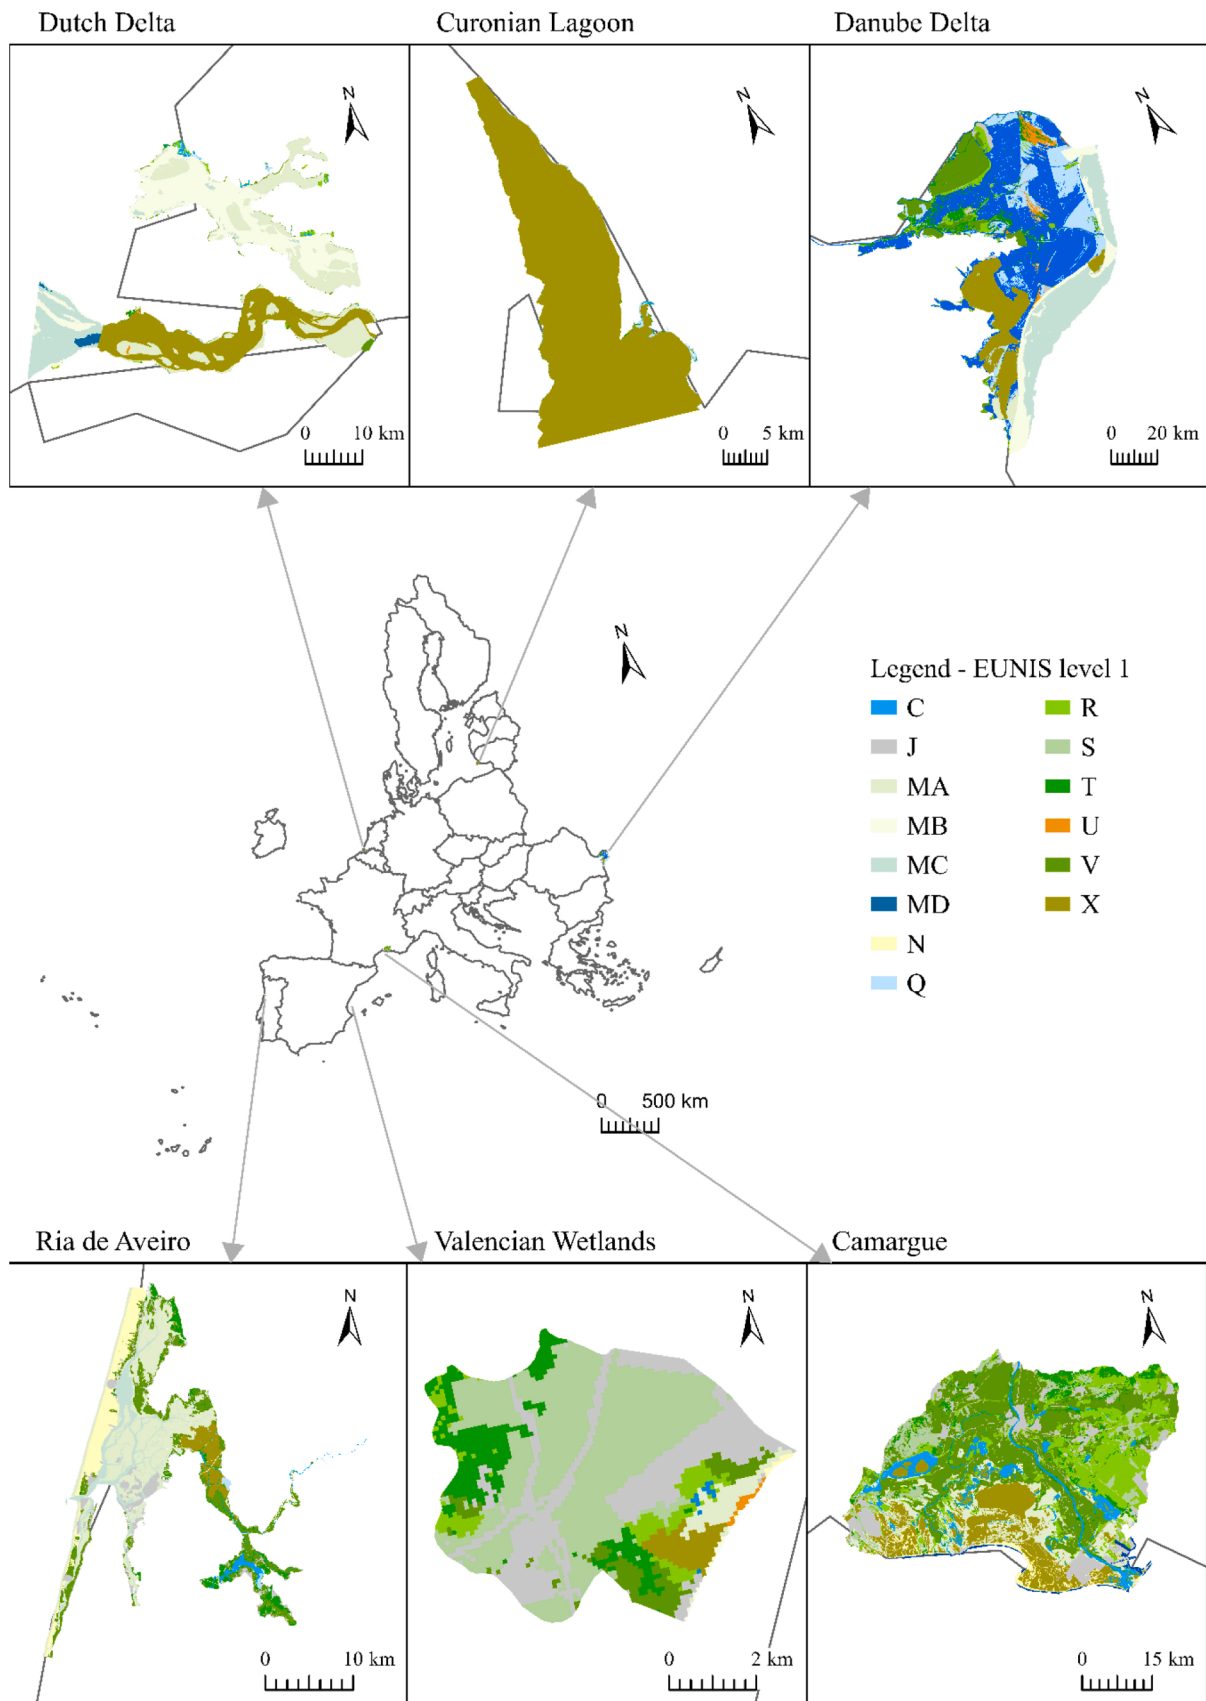 Dutch Delta
Curonian Lagoon
Danube Delta
N
N
N
0 10 km
0 5 km
0 20 km
N
Legend - EUNIS level 1
C
R
J
S
MA
T
MB
U
MC
V
MD
X
N
Q
0 500 km
Ria de Aveiro
Valencian Wetlands
Camargue
N
N
N
0 10 km
0 2 km
0 15 km